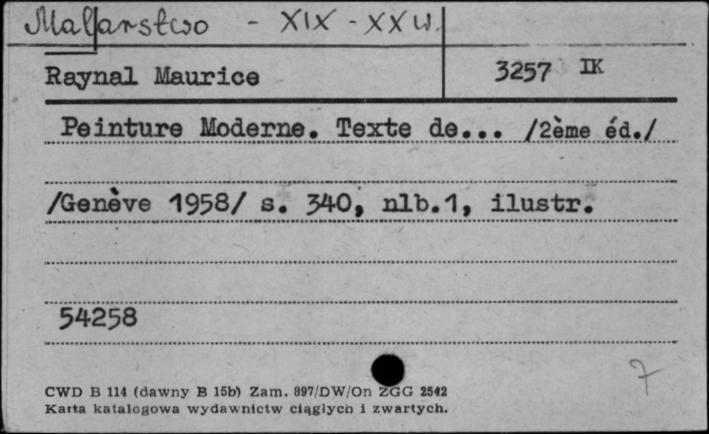 Malarstwo - XIX - XX w.
Raynal Maurice 3257 IK
Peinture Moderne. Texte de... /2ème éd./
/Genève 1958/ s. 340, nlb.1, ilustr.
54258
7
CWD B 114 (dawny B 15b) Zam. 897/DW/On ZGG 2542
Karta katalogowa wydawnictw ciągłych i zwartych.